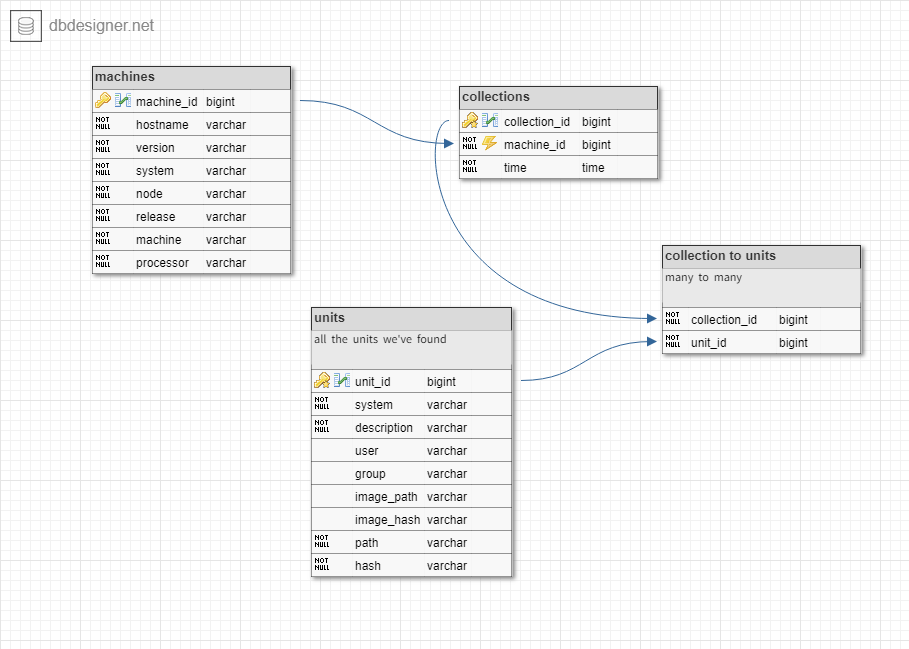 dbdesigner.net
machines
machine_id bigint
NOT NULL hostname varchar
NOT NULL version varchar
NOT NULL system varchar
NOT NULL node varchar
NOT NULL release varchar
NOT NULL machine varchar
NOT NULL processor varchar
collections
collection_id bigint
NOT NULL machine_id bigint
NOT NULL time time
collection to units
many to many
NOT NULL collection_id bigint
NOT NULL unit_id bigint
units
all the units we've found
unit_id bigint
NOT NULL system varchar
NOT NULL description varchar
user varchar
group varchar
image_path varchar
image_hash varchar
NOT NULL path varchar
NOT NULL hash varchar